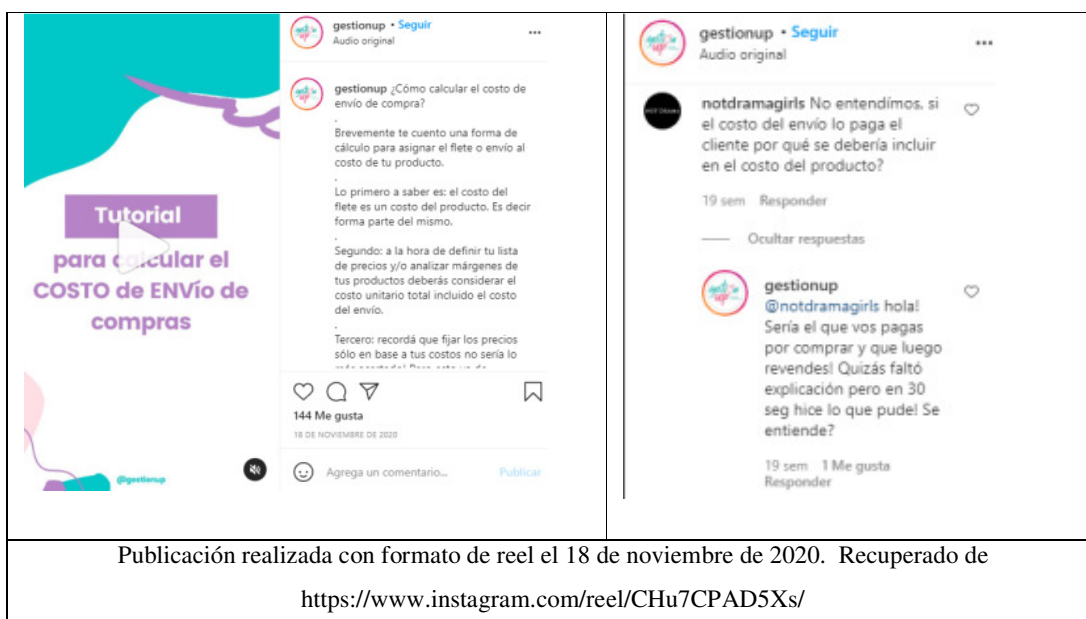 Tutorial
para calcular el
COSTO de ENVío de
compras
@gestionup
gestionup • Seguir
Audio original
gestionup ¿Cómo calcular el costo de
envío de compra?
.
Brevemente te cuento una forma de
cálculo para asignar el flete o envío al
costo de tu producto.
.
Lo primero a saber es: el costo del
flete es un costo del producto. Es decir
forma parte del mismo.
.
Segundo: a la hora de definir tu lista
de precios y/o analizar márgenes de
tus productos deberás considerar el
costo unitario total incluido el costo
del envío.
.
Tercero: recordá que fijar los precios
sólo en base a tus costos no sería lo
144 Me gusta
18 DE NOVIEMBRE DE 2020
Agrega un comentario... Publicar
gestionup • Seguir
Audio original
notdramagirls No entendímos, si
el costo del envío lo paga el
cliente por qué se debería incluir
en el costo del producto?
19 sem Responder
Ocultar respuestas
gestionup
@notdramagirls hola!
Sería el que vos pagas
por comprar y que luego
revendes! Quizás faltó
explicación pero en 30
seg hice lo que pude! Se
entiende?
19 sem 1 Me gusta
Responder
Publicación realizada con formato de reel el 18 de noviembre de 2020. Recuperado de
https://www.instagram.com/reel/CHu7CPAD5Xs/